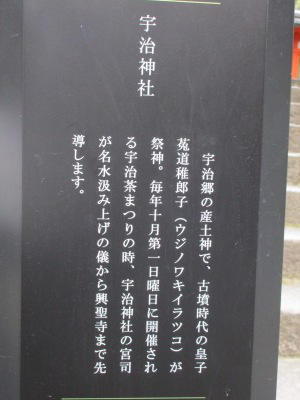 宇治神社
宇治郷の産土神で、古墳時代の皇子
菟道稚郎子（ウジノワキイラツコ）が
祭神。毎年十月第一日曜日に開催され
る宇治茶まつりの時、宇治神社の宮司
が名水汲み上げの儀から興聖寺まで先
導します。